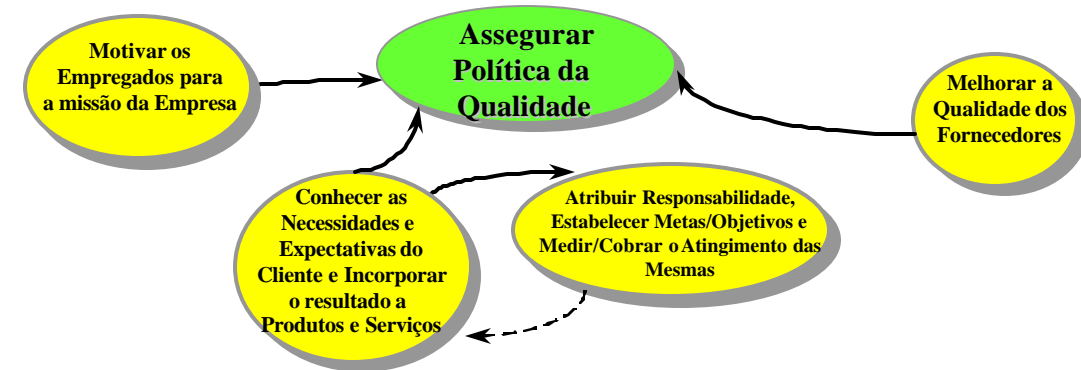 Motivar os
Empregados para
a missão da Empresa
Assegurar
Política da
Qualidade
Melhorar a
Qualidade dos
Fornecedores
Conhecer as
Necessidades e
Expectativas do
Cliente e Incorporar
o resultado a
Produtos e Serviços
Atribuir Responsabilidade,
Estabelecer Metas/Objetivos e
Medir/Cobrar o Atingimento das
Mesmas